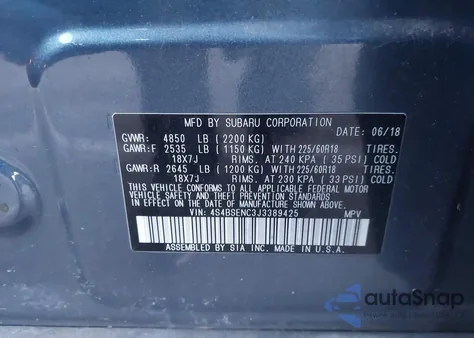 MFD BY SUBARU CORPORATION
DATE: 06/18
GVWR: 4850 LB (2200 KG)
GAWR:F 2535 LB (1150 KG) WITH 225/60R18 TIRES.
18X7J RIMS. AT 240 KPA (35 PSI) COLD
GAWR:R 2645 LB (1200 KG) WITH 225/60R18 TIRES.
18X7J RIMS. AT 230 KPA (33 PSI) COLD
THIS VEHICLE CONFORMS TO ALL APPLICABLE FEDERAL MOTOR
VEHICLE SAFETY AND THEFT PREVENTION STANDARDS
IN EFFECT ON THE DATE OF MANUFACTURE SHOWN ABOVE.
VIN: 4S4BSENC3J3389425 MPV
ASSEMBLED BY SIA INC. IN U.S.A.
autoSnap
POWERED BY